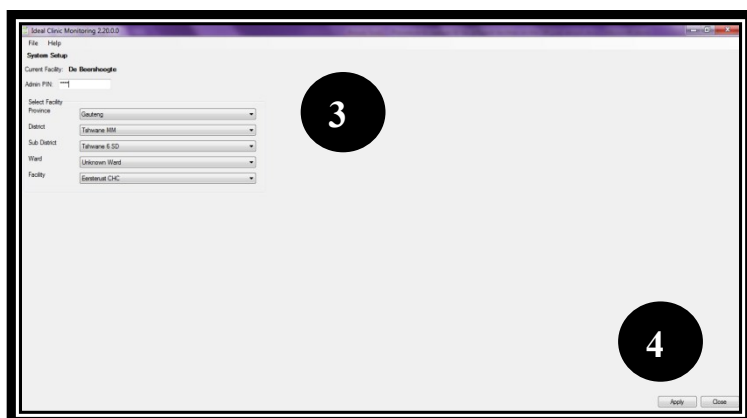 Ideal Clinic Monitoring 2.20.0.0
File Help
System Setup
Current Facility: De Beershoogte
Admin PIN: ****
Select Facility
Province Gauteng
District Tshwane MM
Sub District Tshwane 6 SD
Ward Unknown Ward
Facility Eersterust CHC
3
4
Apply Close